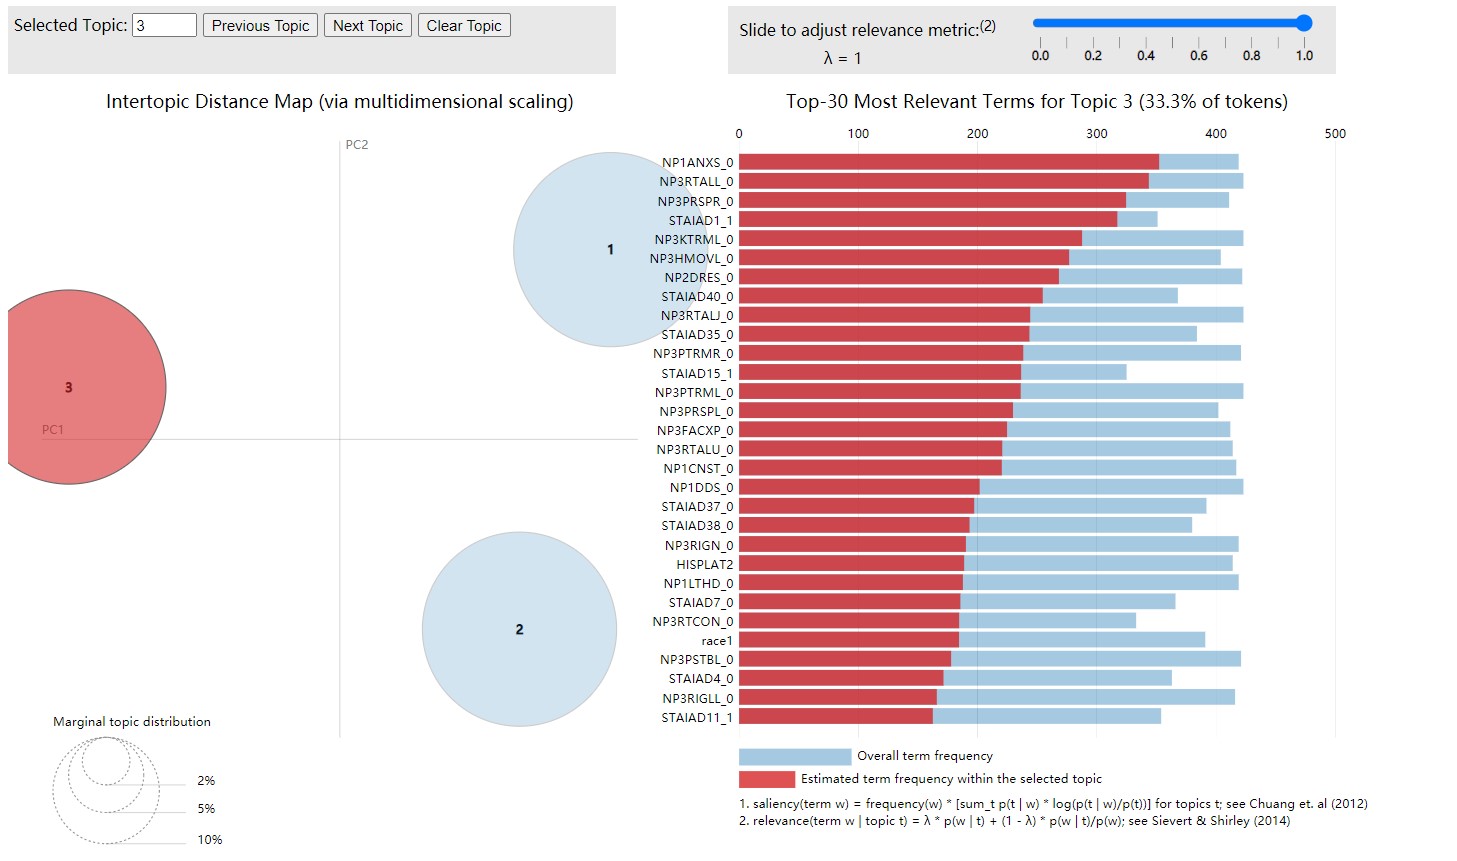 Selected Topic: 3 Previous Topic Next Topic Clear Topic
Slide to adjust relevance metric:(2)
λ = 1
0.0 0.2 0.4 0.6 0.8 1.0
Intertopic Distance Map (via multidimensional scaling)
PC2
PC1
1
3
2
Marginal topic distribution
2%
5%
10%
Top-30 Most Relevant Terms for Topic 3 (33.3% of tokens)
0 100 200 300 400 500
NP1ANXS_0
NP3RTALL_0
NP3PRSPR_0
STAIAD1_1
NP3KTRML_0
NP3HMOVL_0
NP2DRES_0
STAIAD40_0
NP3RTALJ_0
STAIAD35_0
NP3PTRMR_0
STAIAD15_1
NP3PTRML_0
NP3PRSPL_0
NP3FACXP_0
NP3RTALU_0
NP1CNST_0
NP1DDS_0
STAIAD37_0
STAIAD38_0
NP3RIGN_0
HISPLAT2
NP1LTHD_0
STAIAD7_0
NP3RTCON_0
race1
NP3PSTBL_0
STAIAD4_0
NP3RIGLL_0
STAIAD11_1
Overall term frequency
Estimated term frequency within the selected topic
1. saliency(term w) = frequency(w) * [sum_t p(t | w) * log(p(t | w)/p(t))] for topics t; see Chuang et. al (2012)
2. relevance(term w | topic t) = λ * p(w | t) + (1 - λ) * p(w | t)/p(w); see Sievert & Shirley (2014)